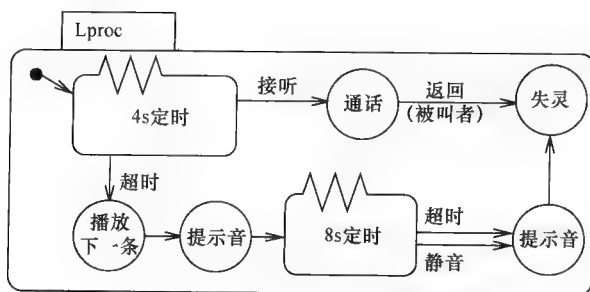 Lproc
4s定时
接听
通话
返回
(被叫者)
失灵
超时
播放
下一条
提示音
8s定时
超时
静音
提示音